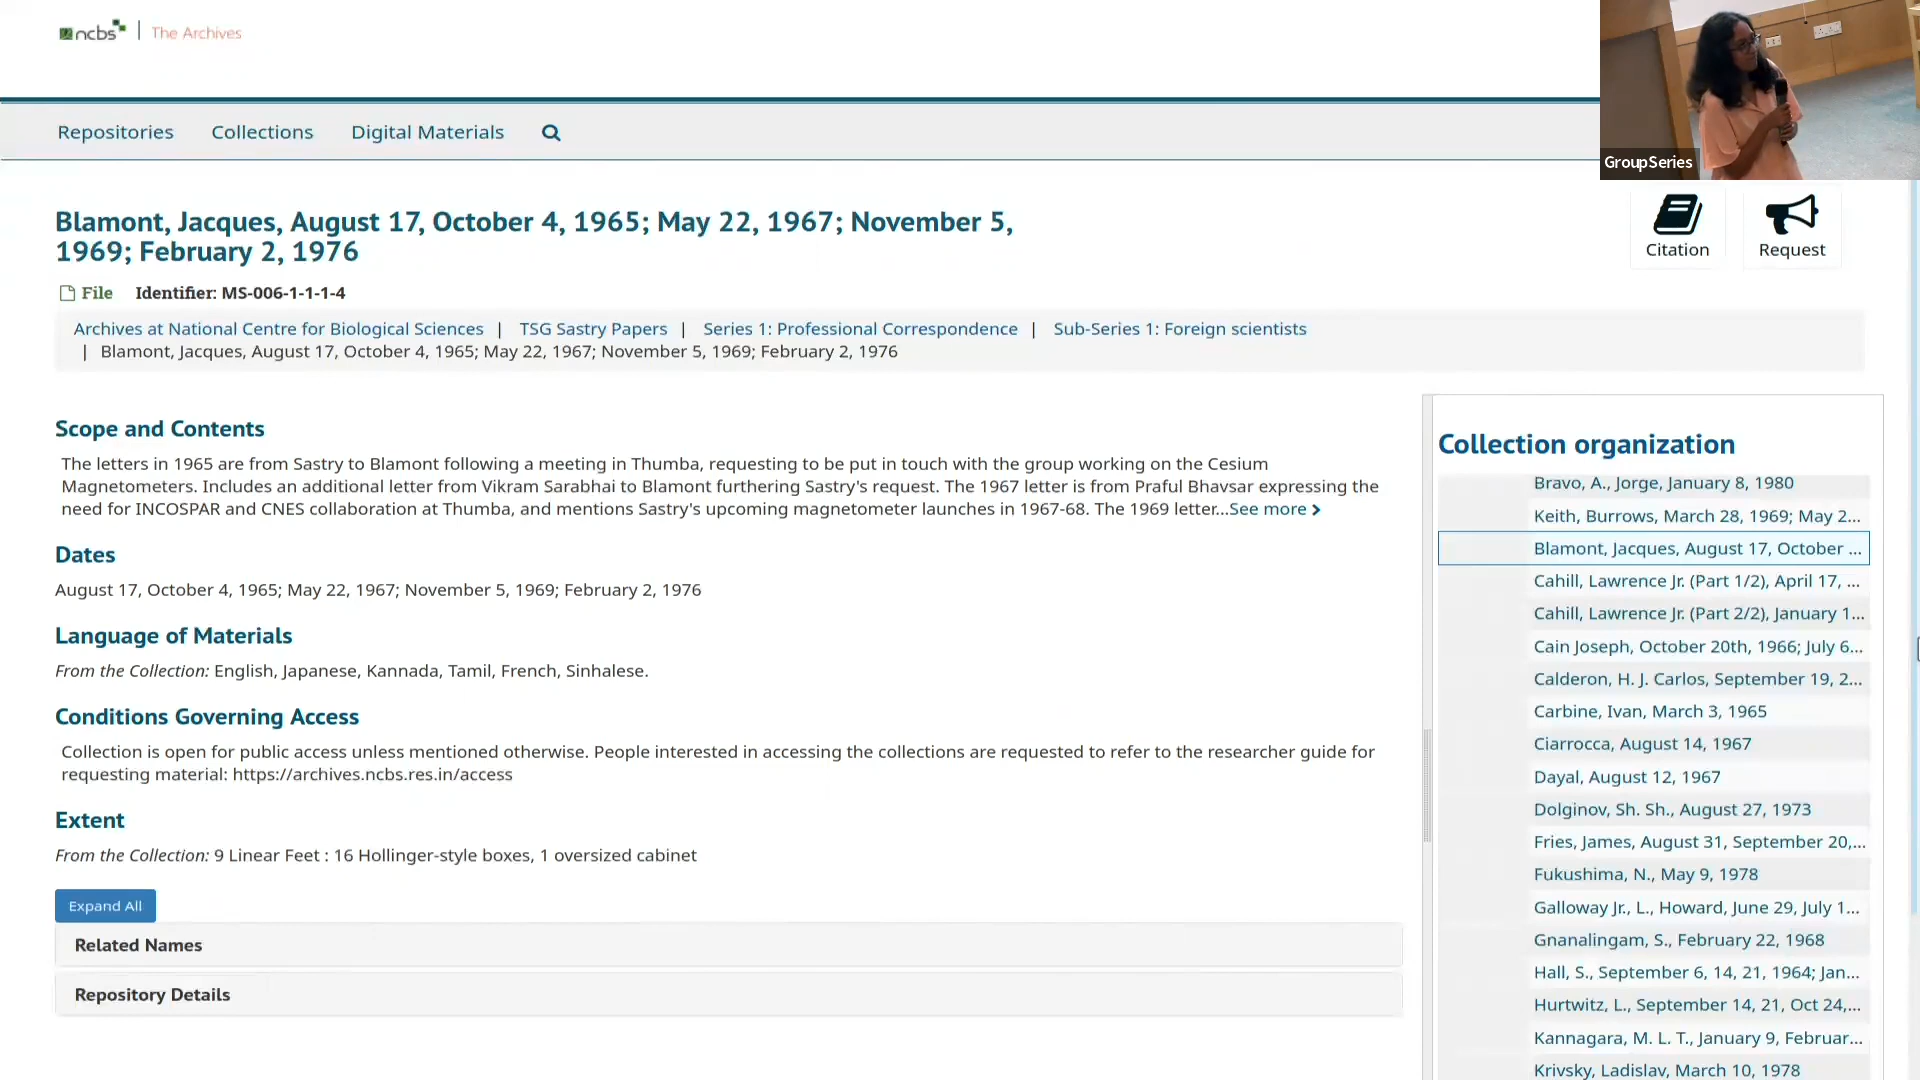 ncbs | The Archives
GroupSeries
Repositories Collections Digital Materials
Citation Request
Blamont, Jacques, August 17, October 4, 1965; May 22, 1967; November 5,
1969; February 2, 1976
File Identifier: MS-006-1-1-1-4
Archives at National Centre for Biological Sciences | TSG Sastry Papers | Series 1: Professional Correspondence | Sub-Series 1: Foreign scientists
| Blamont, Jacques, August 17, October 4, 1965; May 22, 1967; November 5, 1969; February 2, 1976
Scope and Contents
The letters in 1965 are from Sastry to Blamont following a meeting in Thumba, requesting to be put in touch with the group working on the Cesium
Magnetometers. Includes an additional letter from Vikram Sarabhai to Blamont furthering Sastry's request. The 1967 letter is from Praful Bhavsar expressing the
need for INCOSPAR and CNES collaboration at Thumba, and mentions Sastry's upcoming magnetometer launches in 1967-68. The 1969 letter...See more
Dates
August 17, October 4, 1965; May 22, 1967; November 5, 1969; February 2, 1976
Language of Materials
From the Collection: English, Japanese, Kannada, Tamil, French, Sinhalese.
Conditions Governing Access
Collection is open for public access unless mentioned otherwise. People interested in accessing the collections are requested to refer to the researcher guide for
requesting material: https://archives.ncbs.res.in/access
Extent
From the Collection: 9 Linear Feet : 16 Hollinger-style boxes, 1 oversized cabinet
Expand All
Related Names
Repository Details
Collection organization
Bravo, A., Jorge, January 8, 1980
Keith, Burrows, March 28, 1969; May 2...
Blamont, Jacques, August 17, October ...
Cahill, Lawrence Jr. (Part 1/2), April 17, ...
Cahill, Lawrence Jr. (Part 2/2), January 1...
Cain Joseph, October 20th, 1966; July 6...
Calderon, H. J. Carlos, September 19, 2...
Carbine, Ivan, March 3, 1965
Ciarrocca, August 14, 1967
Dayal, August 12, 1967
Dolginov, Sh. Sh., August 27, 1973
Fries, James, August 31, September 20,...
Fukushima, N., May 9, 1978
Galloway Jr., L., Howard, June 29, July 1...
Gnanalingam, S., February 22, 1968
Hall, S., September 6, 14, 21, 1964; Jan...
Hurtwitz, L., September 14, 21, Oct 24,...
Kannagara, M. L. T., January 9, Februar...
Krivsky, Ladislav, March 10, 1978